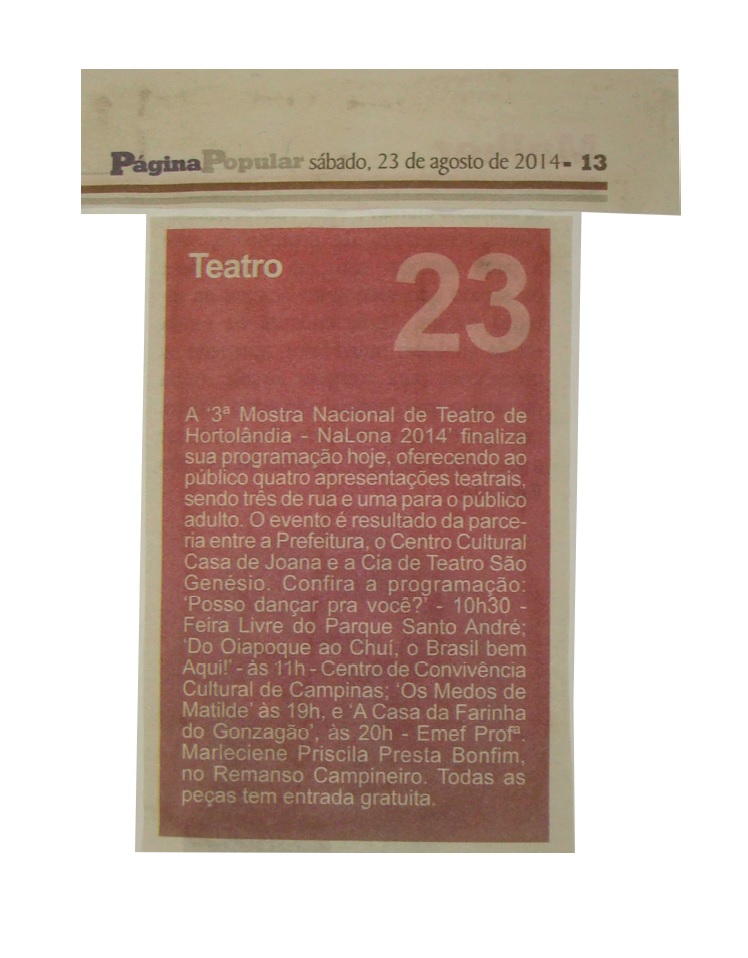 Página Popular sábado, 23 de agosto de 2014 - 13
Teatro
23
A ‘3ª Mostra Nacional de Teatro de
Hortolândia - NaLona 2014’ finaliza
sua programação hoje, oferecendo ao
público quatro apresentações teatrais,
sendo três de rua e uma para o público
adulto. O evento é resultado da parce-
ria entre a Prefeitura, o Centro Cultural
Casa de Joana e a Cia de Teatro São
Genésio. Confira a programação:
‘Posso dançar pra você?’ - 10h30 -
Feira Livre do Parque Santo André;
‘Do Oiapoque ao Chuí, o Brasil bem
Aqui!’ - às 11h - Centro de Convivência
Cultural de Campinas; ‘Os Medos de
Matilde’ às 19h, e ‘A Casa da Farinha
do Gonzagão’, às 20h - Emef Profª.
Marleciene Priscila Presta Bonfim,
no Remanso Campineiro. Todas as
peças tem entrada gratuita.